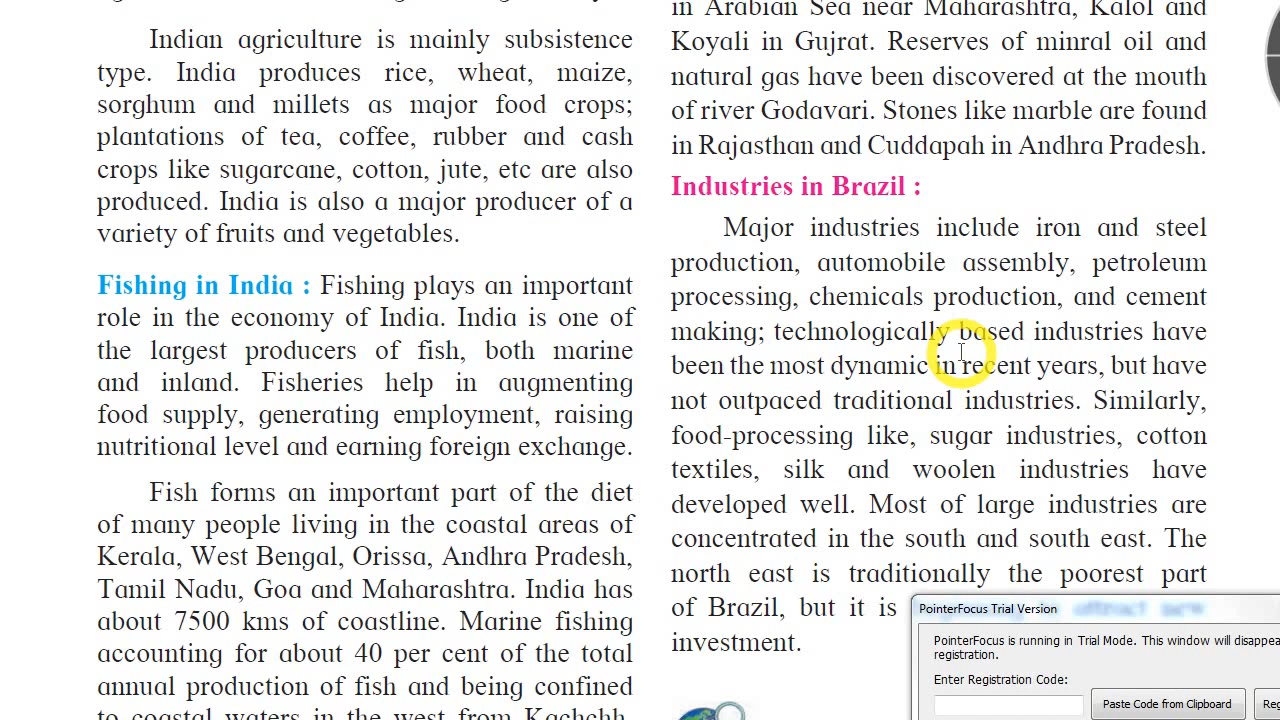 Indian agriculture is mainly subsistence
type. India produces rice, wheat, maize,
sorghum and millets as major food crops;
plantations of tea, coffee, rubber and cash
crops like sugarcane, cotton, jute, etc are also
produced. India is also a major producer of a
variety of fruits and vegetables.
Fishing in India : Fishing plays an important
role in the economy of India. India is one of
the largest producers of fish, both marine
and inland. Fisheries help in augmenting
food supply, generating employment, raising
nutritional level and earning foreign exchange.
Fish forms an important part of the diet
of many people living in the coastal areas of
Kerala, West Bengal, Orissa, Andhra Pradesh,
Tamil Nadu, Goa and Maharashtra. India has
about 7500 kms of coastline. Marine fishing
accounting for about 40 per cent of the total
annual production of fish and being confined
to coastal waters in the west from Kachchh,
in Arabian Sea near Maharashtra, Kalol and
Koyali in Gujrat. Reserves of minral oil and
natural gas have been discovered at the mouth
of river Godavari. Stones like marble are found
in Rajasthan and Cuddapah in Andhra Pradesh.
Industries in Brazil :
Major industries include iron and steel
production, automobile assembly, petroleum
processing, chemicals production, and cement
making; technologically based industries have
been the most dynamic in recent years, but have
not outpaced traditional industries. Similarly,
food-processing like, sugar industries, cotton
textiles, silk and woolen industries have
developed well. Most of large industries are
concentrated in the south and south east. The
north east is traditionally the poorest part
of Brazil, but it is beginning to attract new
investment.
PointerFocus Trial Version
PointerFocus is running in Trial Mode. This window will disappea
registration.
Enter Registration Code:
Paste Code from Clipboard
Reg